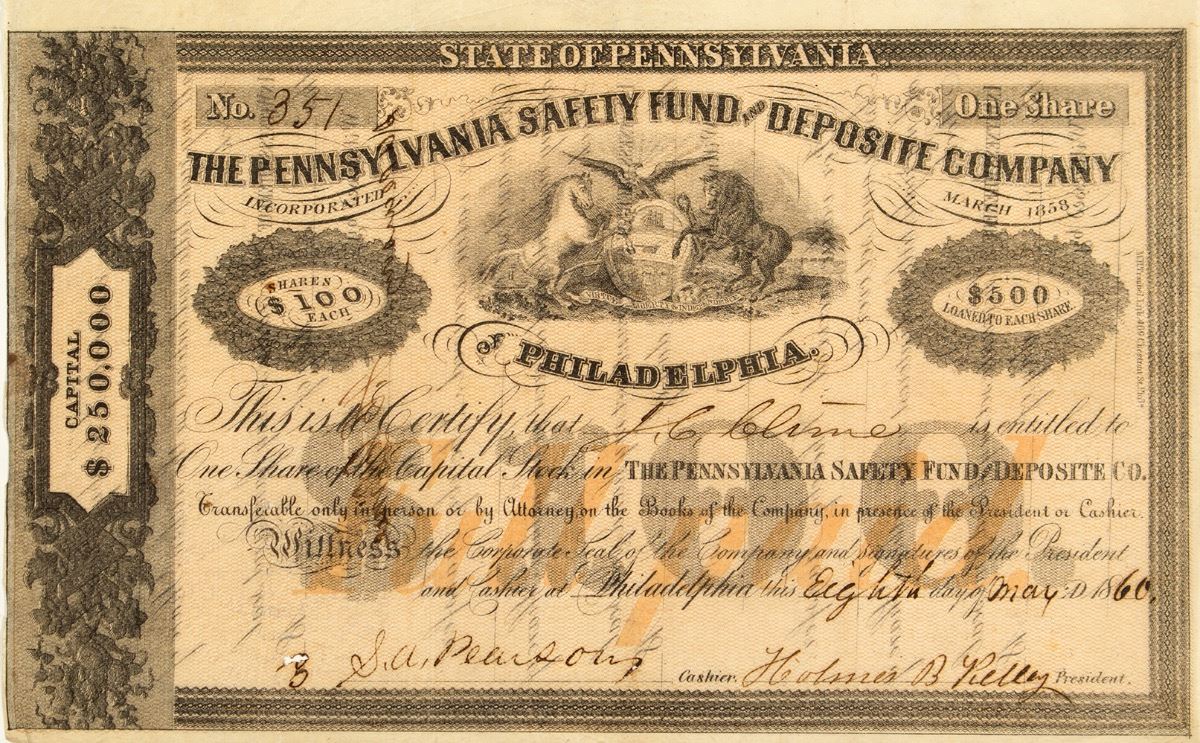 STATE OF PENNSYLVANIA.
No. 351
One Share
THE PENNSYLVANIA SAFETY FUND AND DEPOSITE COMPANY
INCORPORATED
MARCH 1858
SHARES
$100
EACH
$500
LOANED TO EACH SHARE
OF PHILADELPHIA.
CAPITAL
$250,000
This is to Certify, that J. C. Clime is entitled to
One Share of the Capital Stock in THE PENNSYLVANIA SAFETY FUND AND DEPOSITE CO.
Transferable only in person or by Attorney, on the Books of the Company, in presence of the President or Cashier.
Witness the Corporate Seal of the Company and signatures of the President
and Cashier at Philadelphia this Eighth day of May A.D 1860.
S. A. Pearsons Cashier. Holmer B Kelley President.